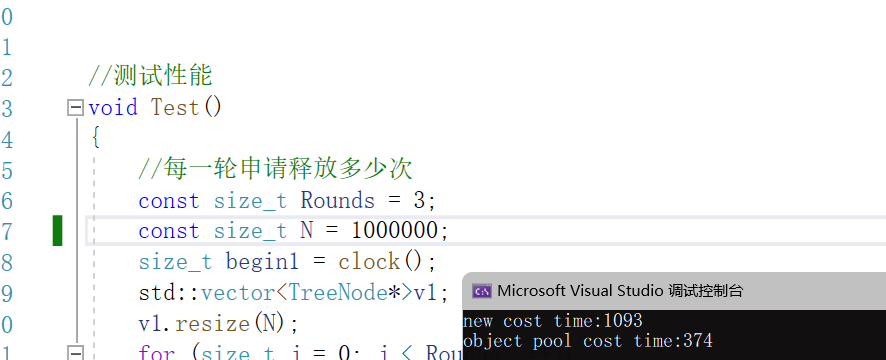 0
1
2 //测试性能
3 void Test()
4 {
5 //每一轮申请释放多少次
6 const size_t Rounds = 3;
7 const size_t N = 1000000;
8 size_t begin1 = clock();
9 std::vector<TreeNode*>v1;
0 v1.resize(N);
1 for (size_t j = 0; j < Rou
Microsoft Visual Studio 调试控制台
new cost time:1093
object pool cost time:374